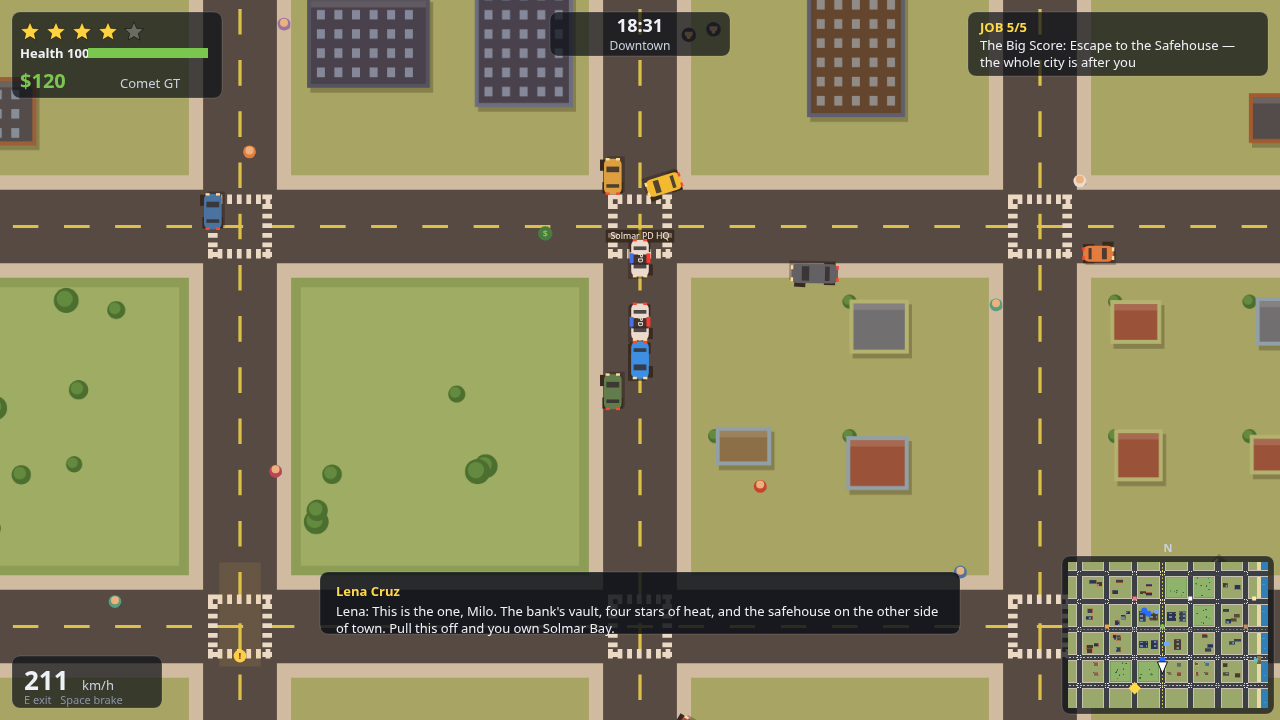 Health 100
$120
Comet GT
18:31
Downtown
JOB 5/5
The Big Score: Escape to the Safehouse —
the whole city is after you
$
Solmar PD HQ
PD
PD
Lena Cruz
Lena: This is the one, Milo. The bank's vault, four stars of heat, and the safehouse on the other side
of town. Pull this off and you own Solmar Bay.
N
!
211 km/h
E exit Space brake